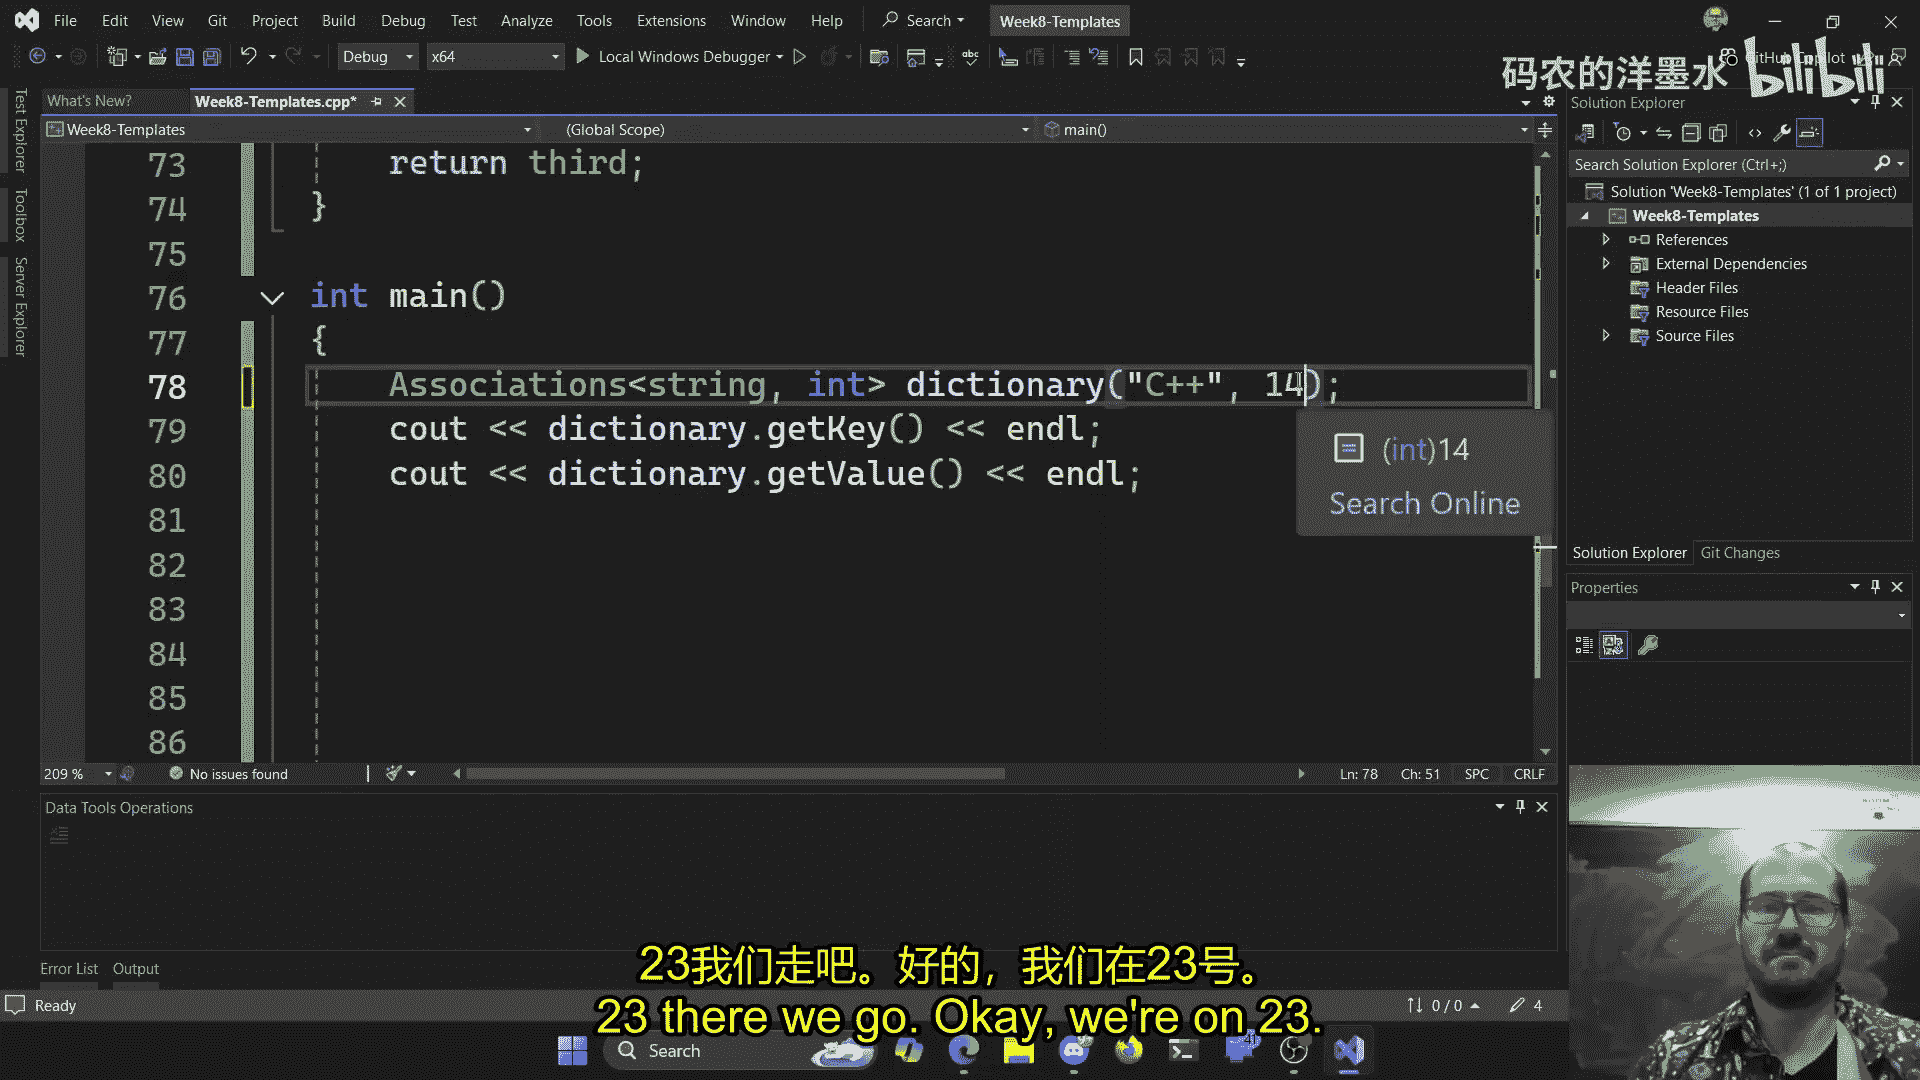 File Edit View Git Project Build Debug Test Analyze Tools Extensions Window Help Search Week8-Templates
Debug x64 Local Windows Debugger
码农的洋墨水 bilibili
What's New? Week8-Templates.cpp*
Week8-Templates (Global Scope) main()
Test Explorer
Toolbox
Server Explorer
73 return third;
74 }
75
76 int main()
77 {
78 Associations<string, int> dictionary("C++", 14);
79 cout << dictionary.getKey() << endl;
80 cout << dictionary.getValue() << endl;
81
82
83
84
85
86
(int)14
Search Online
209 % No issues found Ln: 78 Ch: 51 SPC CRLF
Data Tools Operations
Error List Output
Ready 0 / 0 4
Solution Explorer
Search Solution Explorer (Ctrl+;)
Solution 'Week8-Templates' (1 of 1 project)
Week8-Templates
References
External Dependencies
Header Files
Resource Files
Source Files
Solution Explorer Git Changes
Properties
23我们走吧。好的，我们在23号。
23 there we go. Okay, we're on 23.
Search